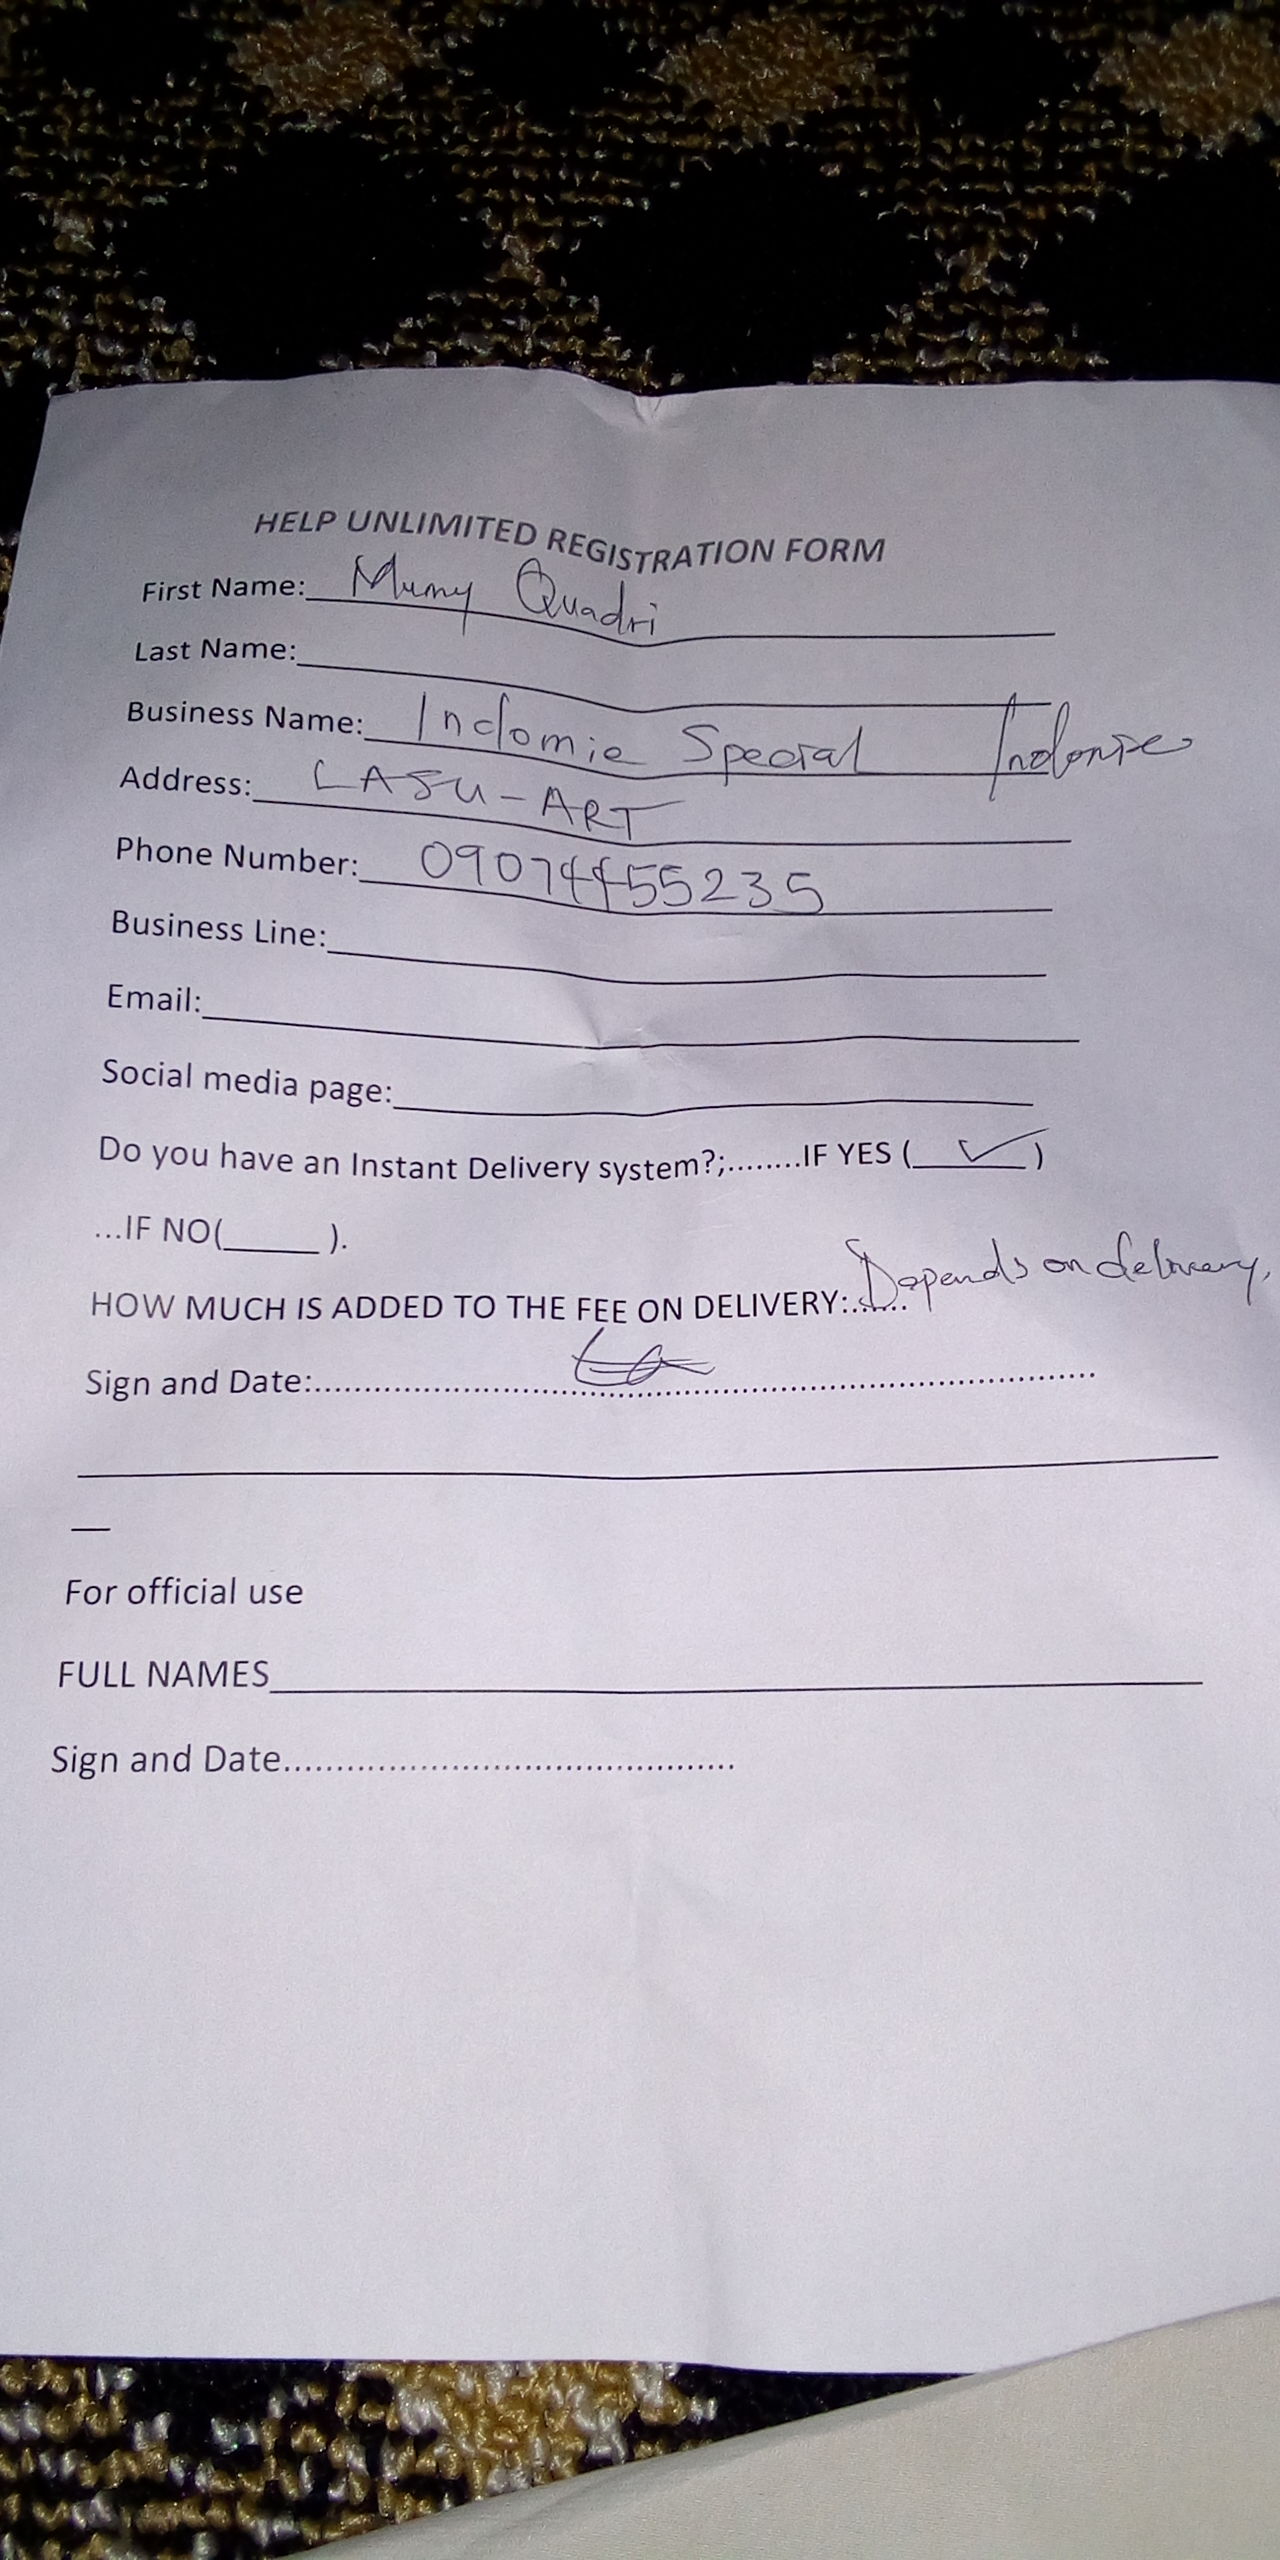 HELP UNLIMITED REGISTRATION FORM
First Name: Mumy Quadri
Last Name:
Business Name: Indomie Special Indomie
Address: LASU-ART
Phone Number: 09074455235
Business Line:
Email:
Social media page:
Do you have an Instant Delivery system?;........IF YES (✓)
...IF NO(_____ ).
HOW MUCH IS ADDED TO THE FEE ON DELIVERY:...... Depends on delivery,
Sign and Date:
For official use
FULL NAMES
Sign and Date